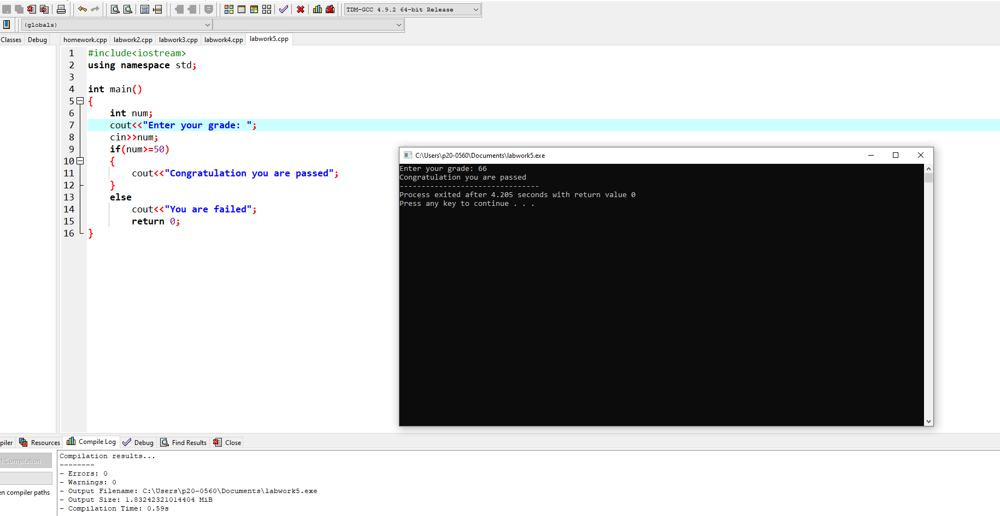 TDM-GCC 4.9.2 64-bit Release
(globals)
Classes Debug homework.cpp labwork2.cpp labwork3.cpp labwork4.cpp labwork5.cpp
1 #include<iostream>
2 using namespace std;
3
4 int main()
5 {
6 int num;
7 cout<<"Enter your grade: ";
8 cin>>num;
9 if(num>=50)
10 {
11 cout<<"Congratulation you are passed";
12 }
13 else
14 cout<<"You are failed";
15 return 0;
16 }
C:\Users\p20-0560\Documents\labwork5.exe
Enter your grade: 66
Congratulation you are passed
--------------------------------
Process exited after 4.205 seconds with return value 0
Press any key to continue . . .
piler Resources Compile Log Debug Find Results Close
t Compilation
en compiler paths
Compilation results...
--------
- Errors: 0
- Warnings: 0
- Output Filename: C:\Users\p20-0560\Documents\labwork5.exe
- Output Size: 1.83242321014404 MiB
- Compilation Time: 0.59s